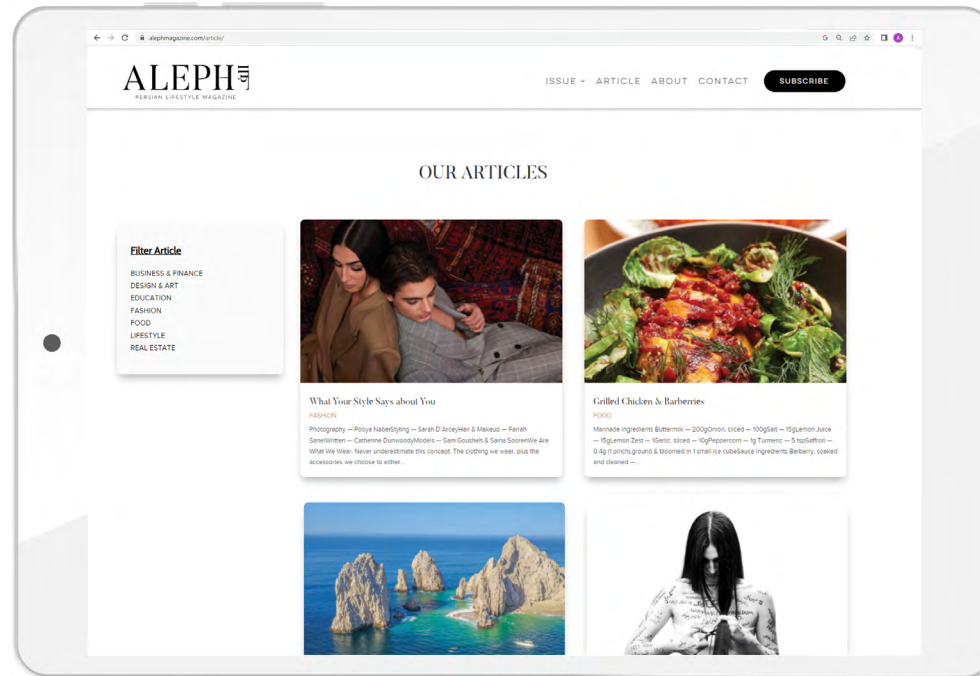 alephmagazine.com/article/
ALEPH الف
PERSIAN LIFESTYLE MAGAZINE
ISSUE ARTICLE ABOUT CONTACT SUBSCRIBE
OUR ARTICLES
Filter Article
BUSINESS & FINANCE
DESIGN & ART
EDUCATION
FASHION
FOOD
LIFESTYLE
REAL ESTATE
What Your Style Says about You
FASHION
Photography — Pooya NaberStyling — Sarah D'ArceyHair & Makeup — Farrah
SaneiWritten — Catherine DunwoodyModels — Sam Gousheh & Saina SoorenWe Are
What We Wear. Never underestimate this concept. The clothing we wear, plus the
accessories we choose to either...
Grilled Chicken & Barberries
FOOD
Marinade Ingredients Buttermilk — 200gOnion, sliced — 100gSalt — 15gLemon Juice
— 15gLemon Zest — 1Garlic, sliced — 10gPeppercorn — 1g Turmeric — 5 tspSaffron —
0.4g (1 pinch),ground & bloomed in 1 small ice cubeSauce Ingredients Barberry, soaked
and cleaned —...